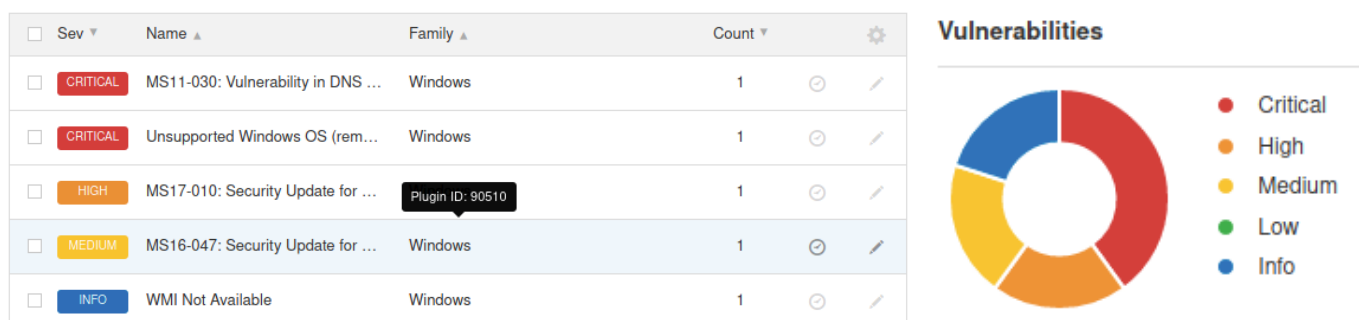 Sev Name Family Count
CRITICAL MS11-030: Vulnerability in DNS ... Windows 1
CRITICAL Unsupported Windows OS (rem... Windows 1
HIGH MS17-010: Security Update for ... 1
Plugin ID: 90510
MEDIUM MS16-047: Security Update for ... Windows 1
INFO WMI Not Available Windows 1
Vulnerabilities
Critical
High
Medium
Low
Info